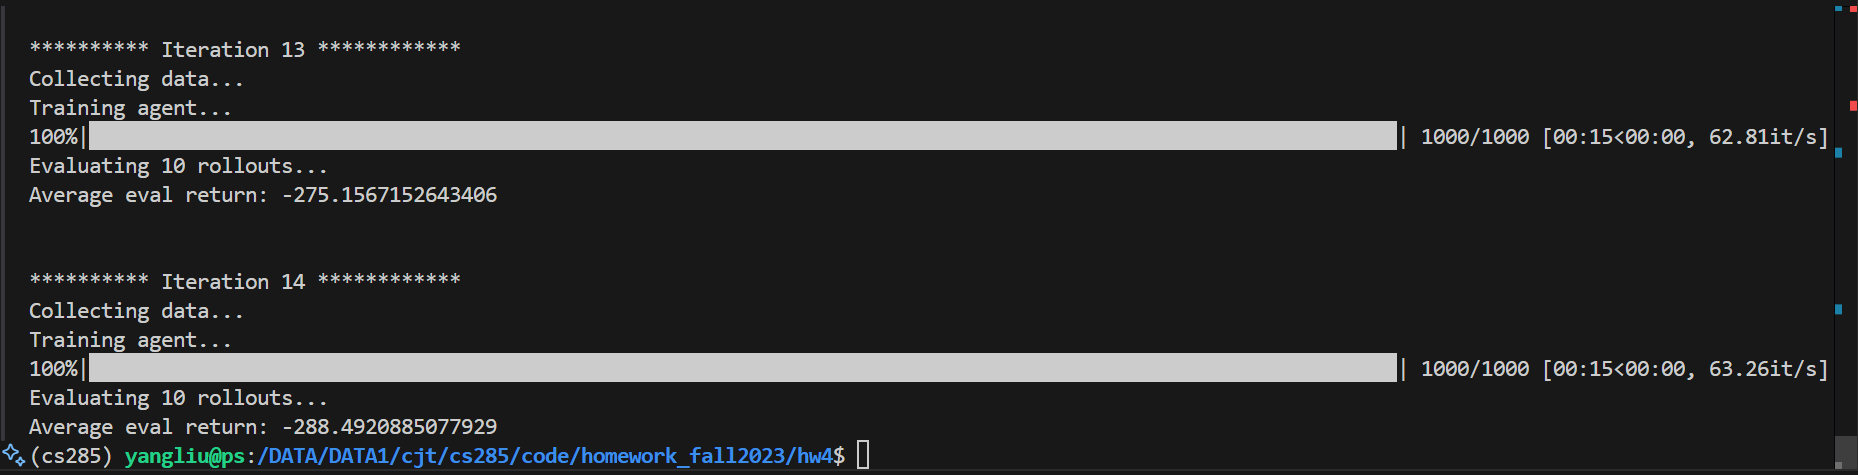 ********** Iteration 13 ************
Collecting data...
Training agent...
100%|██████████| 1000/1000 [00:15<00:00, 62.81it/s]
Evaluating 10 rollouts...
Average eval return: -275.1567152643406
********** Iteration 14 ************
Collecting data...
Training agent...
100%|██████████| 1000/1000 [00:15<00:00, 63.26it/s]
Evaluating 10 rollouts...
Average eval return: -288.4920885077929
(cs285) yangliu@ps:/DATA/DATA1/cjt/cs285/code/homework_fall2023/hw4$